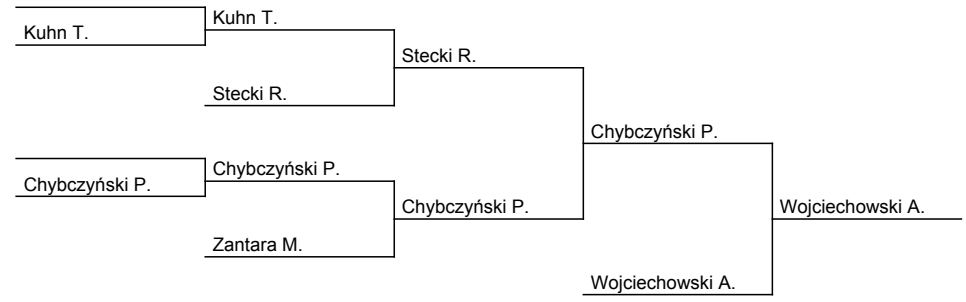 Kuhn T.
Kuhn T.
Stecki R.
Stecki R.
Chybczyński P.
Chybczyński P.
Chybczyński P.
Chybczyński P.
Zantara M.
Wojciechowski A.
Wojciechowski A.